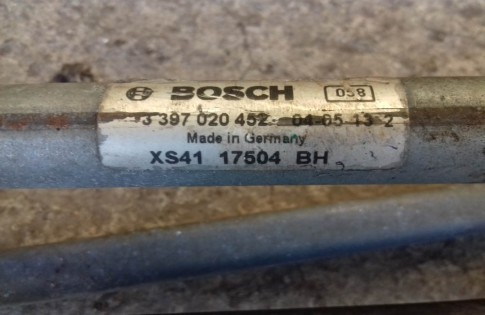 BOSCH 058
3 397 020 452 04-05-13-2
Made in Germany
XS41 17504 BH